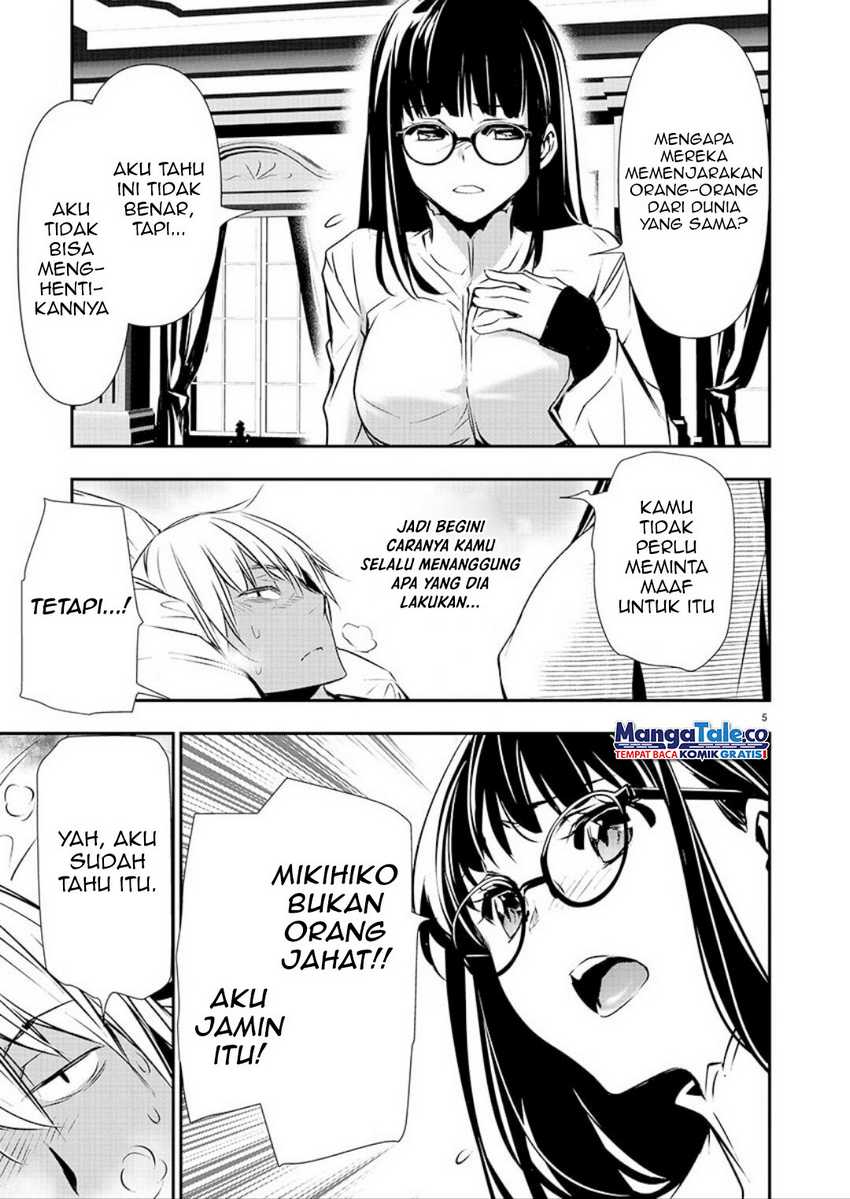 MENGAPA
MEREKA
MEMENJARAKAN
ORANG-ORANG
DARI DUNIA
YANG SAMA?
AKU TAHU
INI TIDAK
BENAR,
TAPI...
AKU
TIDAK
BISA
MENG-
HENTI-
KANNYA
KAMU
TIDAK
PERLU
MEMINTA
MAAF
UNTUK ITU
JADI BEGINI
CARANYA KAMU
SELALU MENANGGUNG
APA YANG DIA
LAKUKAN...
TETAPI...!
5
MangaTale.co
TEMPAT BACA KOMIK GRATIS!
MIKIHIKO
BUKAN
ORANG
JAHAT!!
AKU
JAMIN
ITU!
YAH, AKU
SUDAH
TAHU ITU.